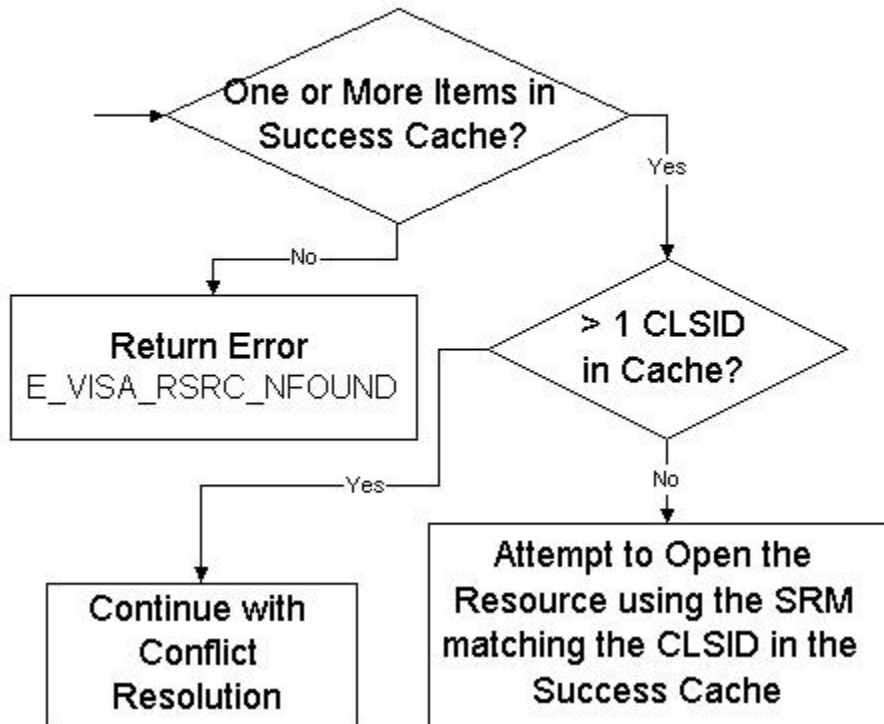 One or More Items in
Success Cache?
Yes
No
Return Error
E_VISA_RSRC_NFOUND
> 1 CLSID
in Cache?
Yes
No
Continue with
Conflict
Resolution
Attempt to Open the
Resource using the SRM
matching the CLSID in the
Success Cache